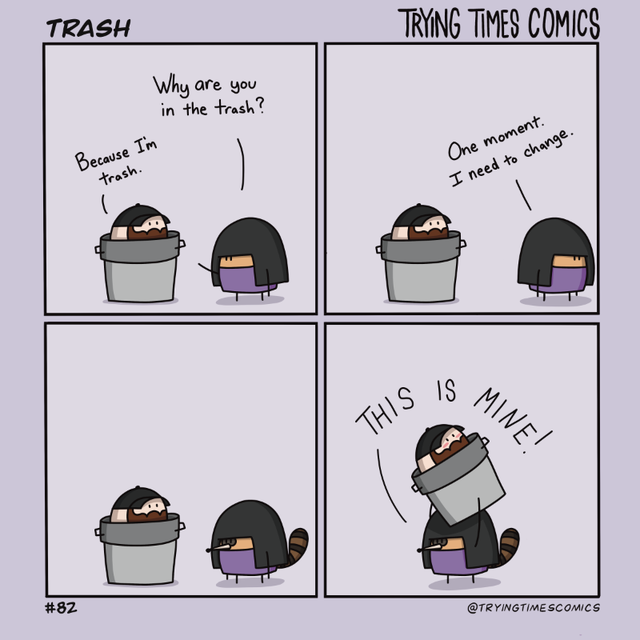 TRASH
TRYING TIMES COMICS
Why are you
in the trash?
Because I'm
trash.
One moment.
I need to change.
THIS IS MINE!
#82
@TRYINGTIMESCOMICS